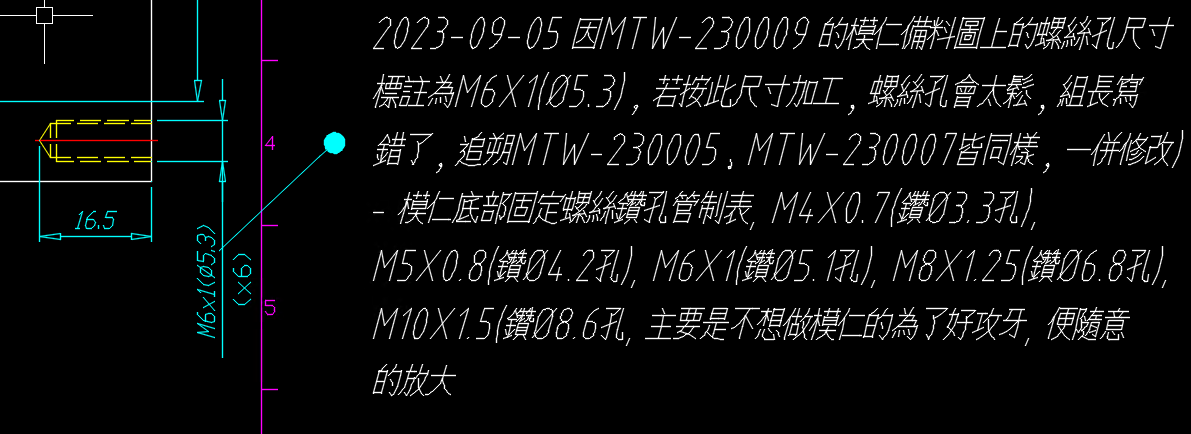 2023-09-05 因MTW-230009 的模仁備料圖上的螺絲孔尺寸
標註為M6X1(Ø5.3) , 若按此尺寸加工 , 螺絲孔會太鬆 , 組長寫
錯了 , 追朔MTW-230005 、MTW-230007皆同樣 , 一併修改)
- 模仁底部固定螺絲鑽孔管制表, M4X0.7(鑽Ø3.3孔),
M5X0.8(鑽Ø4.2孔), M6X1(鑽Ø5.1孔), M8X1.25(鑽Ø6.8孔),
M10X1.5(鑽Ø8.6孔, 主要是不想做模仁的為了好攻牙, 便隨意
的放大
4
16.5
M6x1(Ø5.3)
(x6)
5